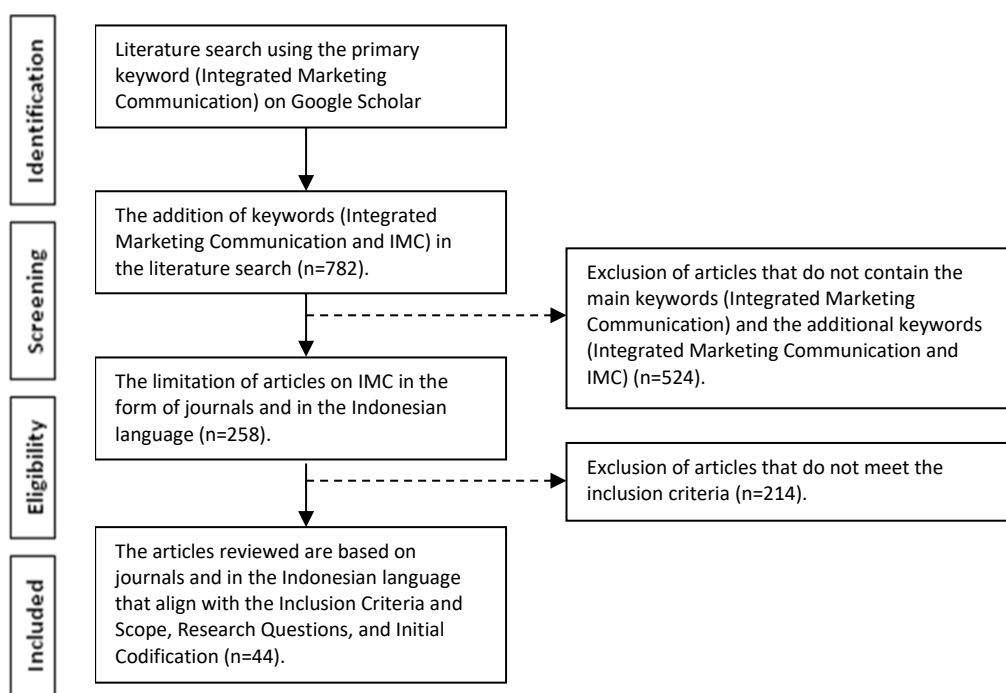 Identification
Literature search using the primary
keyword (Integrated Marketing
Communication) on Google Scholar
Screening
The addition of keywords (Integrated
Marketing Communication and IMC) in
the literature search (n=782).
Exclusion of articles that do not contain the
main keywords (Integrated Marketing
Communication) and the additional keywords
(Integrated Marketing Communication and
IMC) (n=524).
The limitation of articles on IMC in the
form of journals and in the Indonesian
language (n=258).
Eligibility
Exclusion of articles that do not meet the
inclusion criteria (n=214).
Included
The articles reviewed are based on
journals and in the Indonesian language
that align with the Inclusion Criteria and
Scope, Research Questions, and Initial
Codification (n=44).